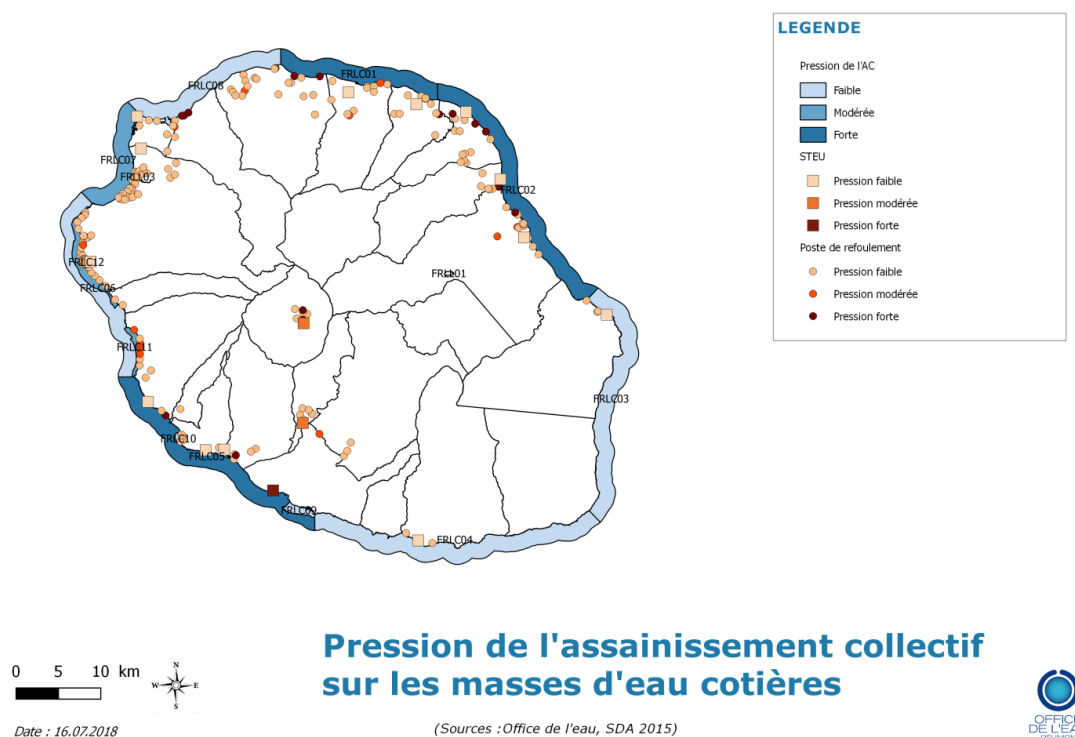 LEGENDE
Pression de l'AC
Faible
Modérée
Forte
STEU
Pression faible
Pression modérée
Pression forte
Poste de refoulement
Pression faible
Pression modérée
Pression forte
FRLC01
FRLC08
FRLC07
FRLL03
FRLC02
FRLC12
FRLL01
FRLC06
FRLC11
FRLC03
FRLC10
FRLC05
FRLC09
FRLC04
Pression de l'assainissement collectif
sur les masses d'eau cotières
0 5 10 km
N
W E
S
Date : 16.07.2018
(Sources :Office de l'eau, SDA 2015)
OFFICE
DE L'EAU
RÉUNION